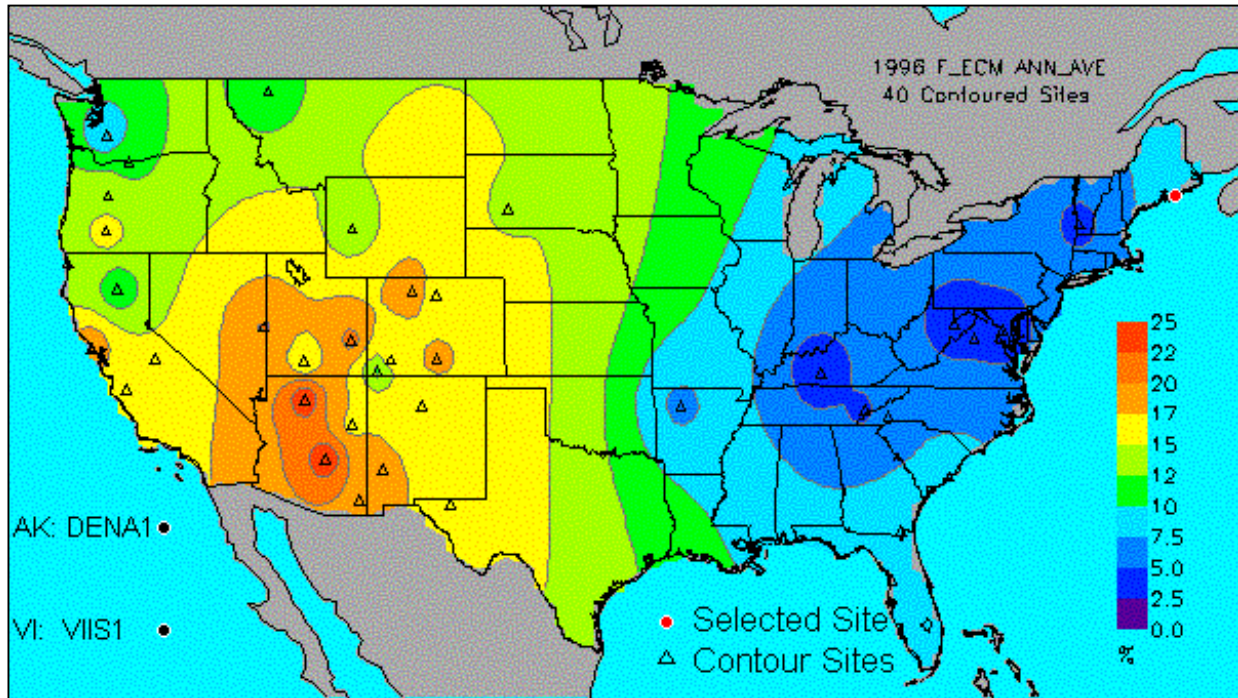 1996 F_ECM ANN_AVE
40 Contoured Sites
25
22
20
17
15
12
10
7.5
5.0
2.5
0.0
%
AK: DENA1
VI: VIIS1
Selected Site
Contour Sites